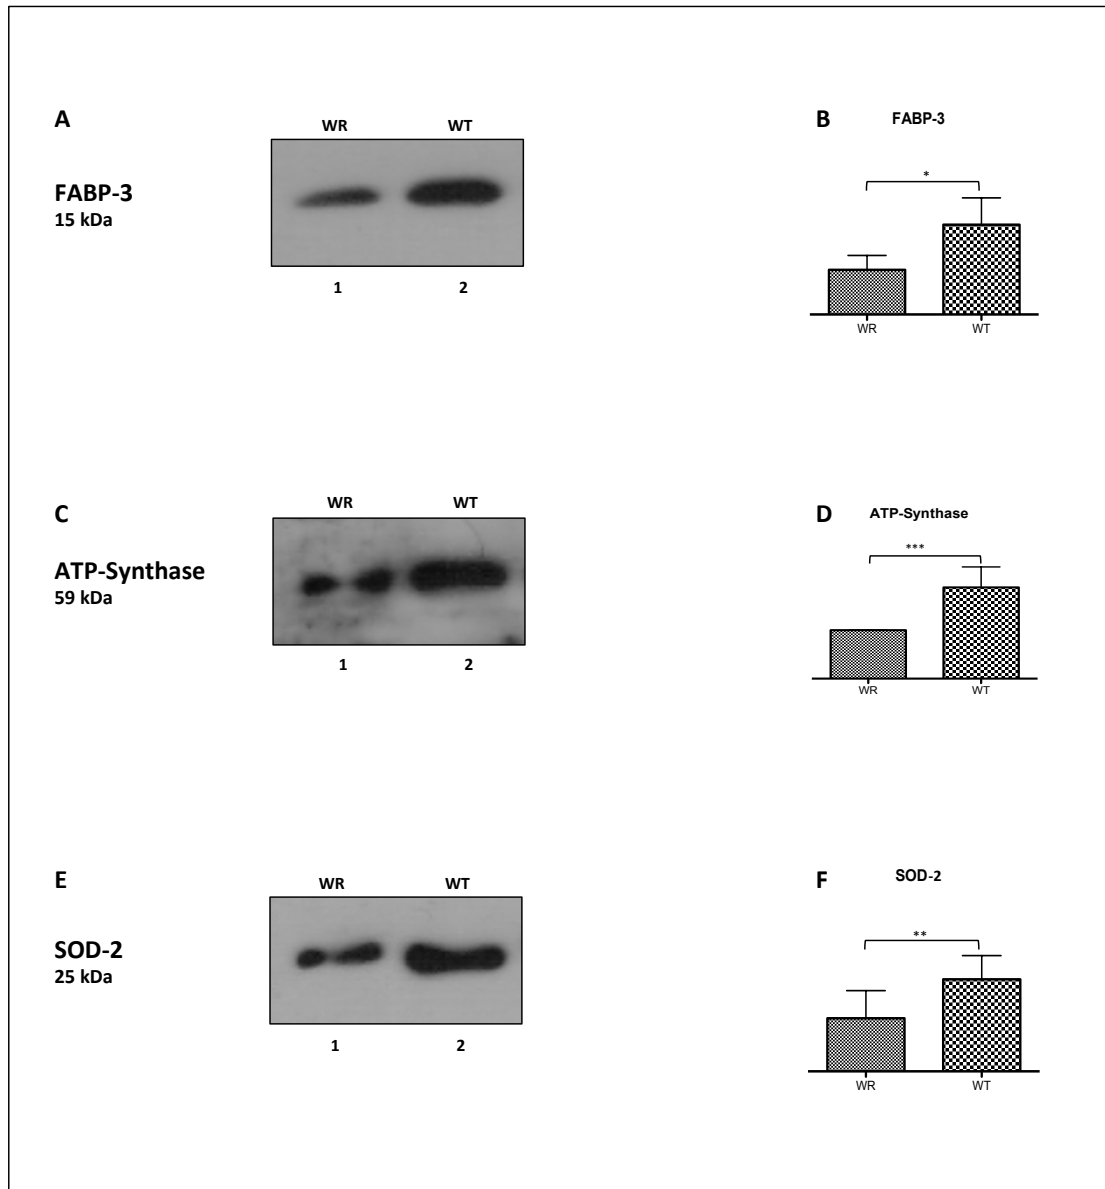 A
WR WT
FABP-3
15 kDa
1 2
B FABP-3
*
WR WT
C
WR WT
ATP-Synthase
59 kDa
1 2
D ATP-Synthase
***
WR WT
E
WR WT
SOD-2
25 kDa
1 2
F SOD-2
**
WR WT